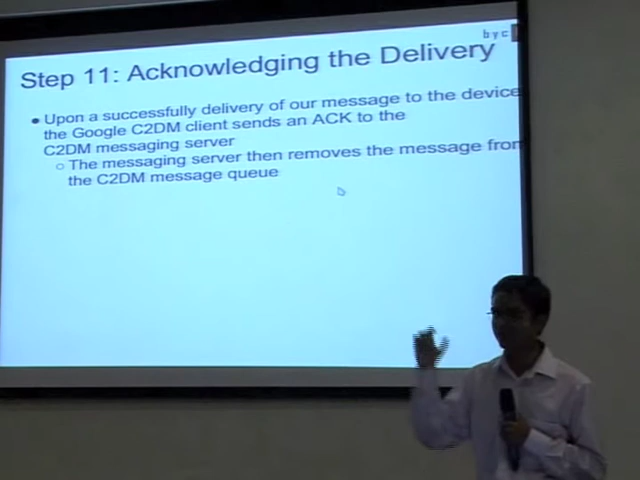 byc
Step 11: Acknowledging the Delivery
● Upon a successfully delivery of our message to the device
the Google C2DM client sends an ACK to the
C2DM messaging server
○ The messaging server then removes the message from
the C2DM message queue